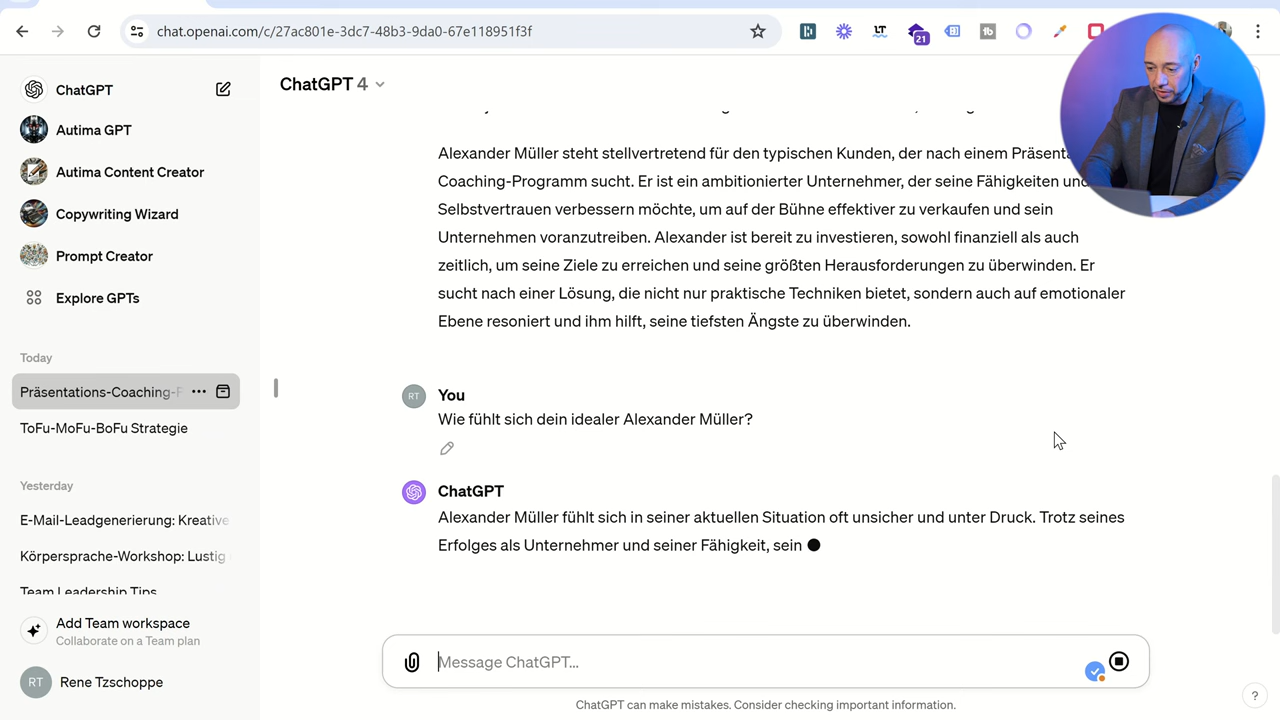 chat.openai.com/c/27ac801e-3dc7-48b3-9da0-67e118951f3f
LT
21
tb
ChatGPT
Autima GPT
Autima Content Creator
Copywriting Wizard
Prompt Creator
Explore GPTs
Today
Präsentations-Coaching-
ToFu-MoFu-BoFu Strategie
Yesterday
E-Mail-Leadgenerierung: Kreative
Körpersprache-Workshop: Lustig
Team Leadership Tips
Add Team workspace
Collaborate on a Team plan
RT
Rene Tzschoppe
ChatGPT 4
Alexander Müller steht stellvertretend für den typischen Kunden, der nach einem
Coaching-Programm sucht. Er ist ein ambitionierter Unternehmer, der seine Fähigkeiten
Selbstvertrauen verbessern möchte, um auf der Bühne effektiver zu verkaufen und sein
Unternehmen voranzutreiben. Alexander ist bereit zu investieren, sowohl finanziell als auch
zeitlich, um seine Ziele zu erreichen und seine größten Herausforderungen zu überwinden. Er
sucht nach einer Lösung, die nicht nur praktische Techniken bietet, sondern auch auf emotionaler
Ebene resoniert und ihm hilft, seine tiefsten Ängste zu überwinden.
RT
You
Wie fühlt sich dein idealer Alexander Müller?
ChatGPT
Alexander Müller fühlt sich in seiner aktuellen Situation oft unsicher und unter Druck. Trotz seines
Erfolges als Unternehmer und seiner Fähigkeit, sein
Message ChatGPT…
ChatGPT can make mistakes. Consider checking important information.
?